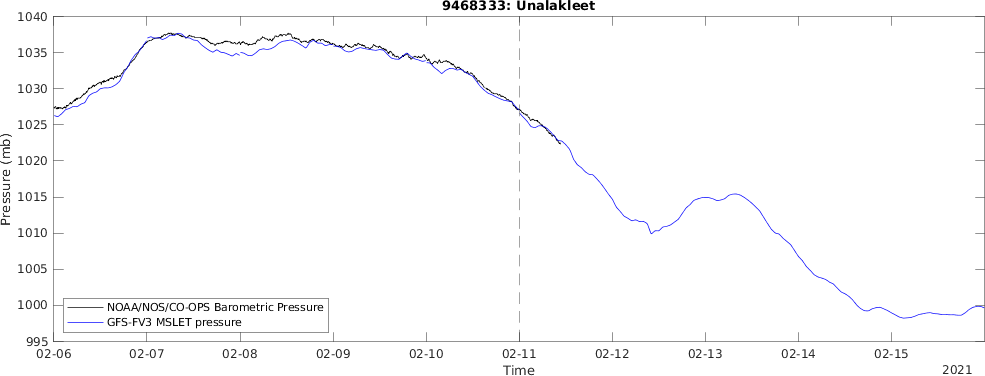 9468333: Unalakleet
1040
1035
1030
1025
1020
1015
1010
1005
1000
995
Pressure (mb)
NOAA/NOS/CO-OPS Barometric Pressure
GFS-FV3 MSLET pressure
02-06 02-07 02-08 02-09 02-10 02-11 02-12 02-13 02-14 02-15
Time
2021